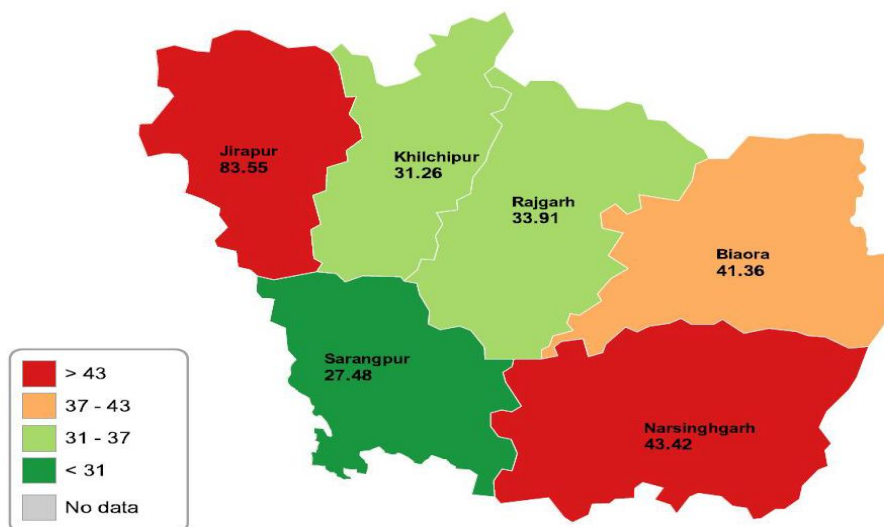 Jirapur
83.55
Khilchipur
31.26
Rajgarh
33.91
Biaora
41.36
Sarangpur
27.48
Narsinghgarh
43.42
> 43
37 - 43
31 - 37
< 31
No data